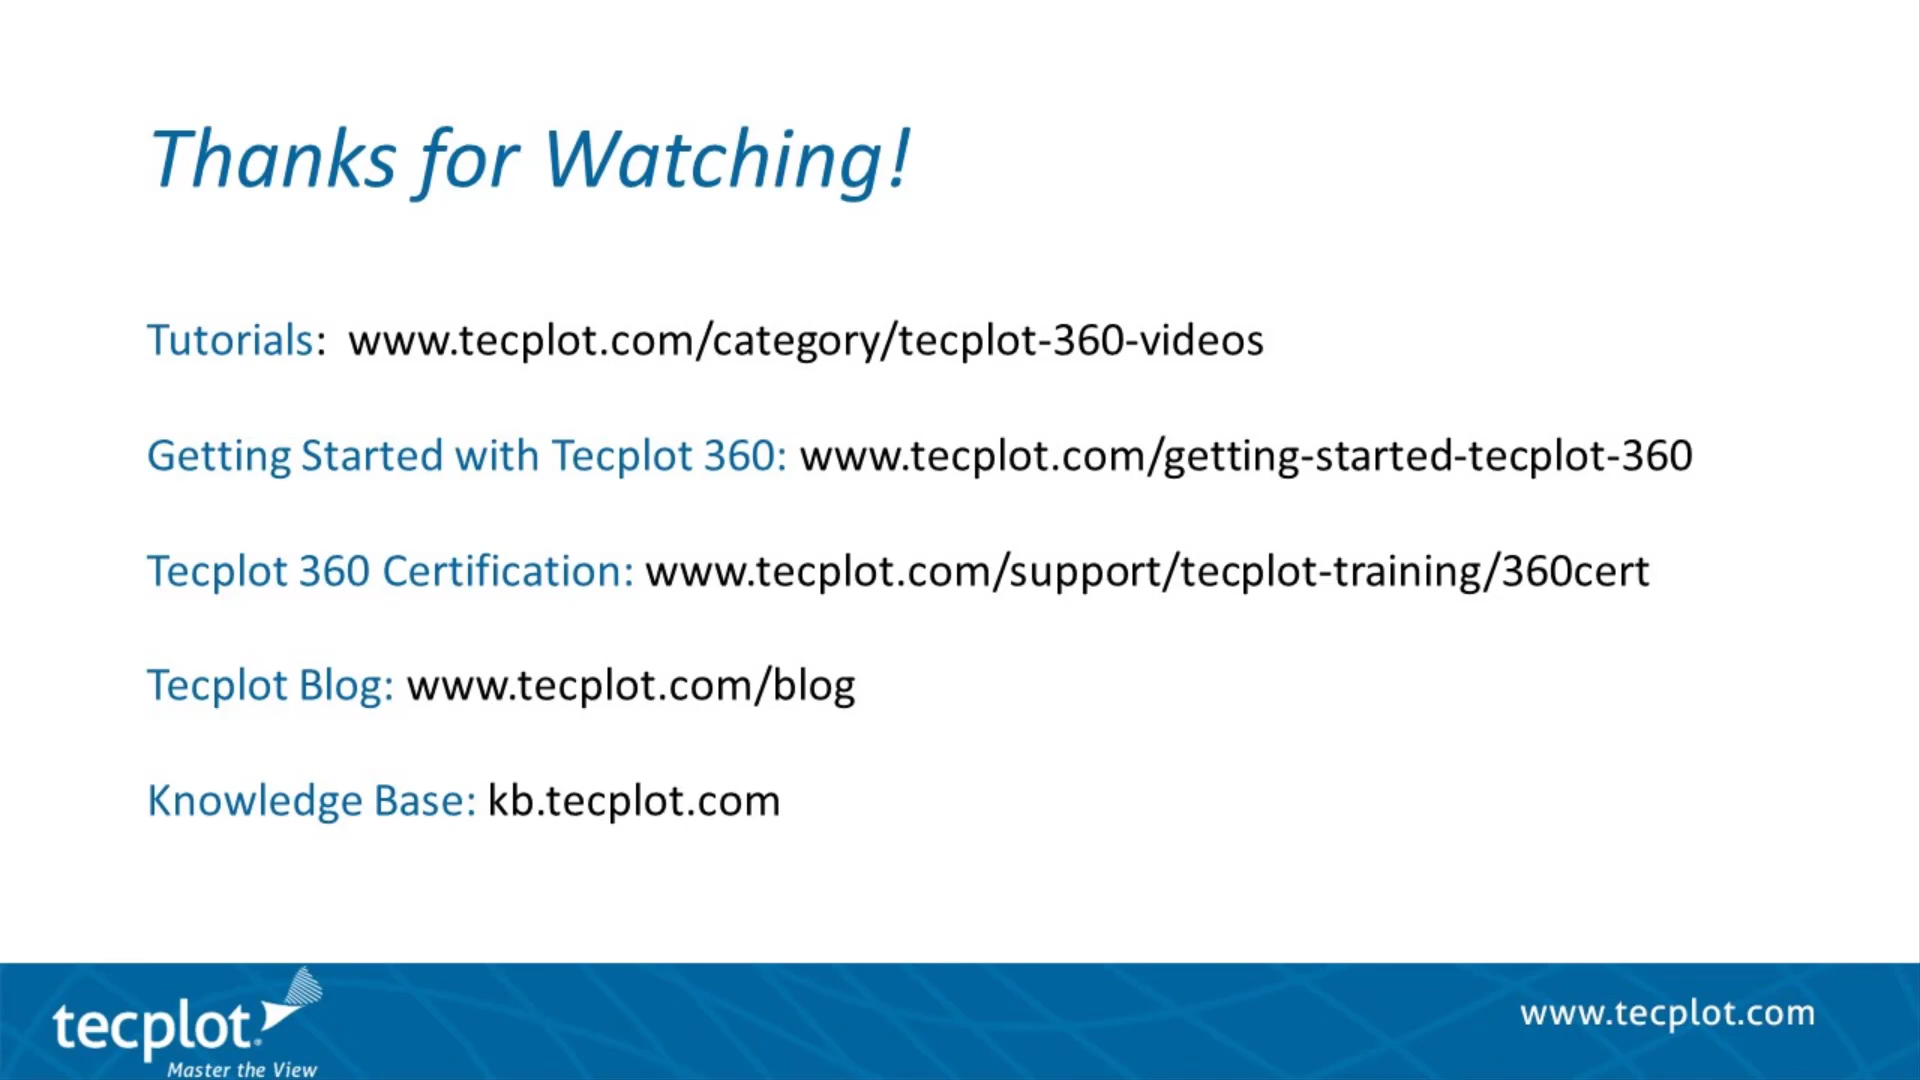 Thanks for Watching!
Tutorials: www.tecplot.com/category/tecplot-360-videos
Getting Started with Tecplot 360: www.tecplot.com/getting-started-tecplot-360
Tecplot 360 Certification: www.tecplot.com/support/tecplot-training/360cert
Tecplot Blog: www.tecplot.com/blog
Knowledge Base: kb.tecplot.com
tecplot®
Master the View
www.tecplot.com